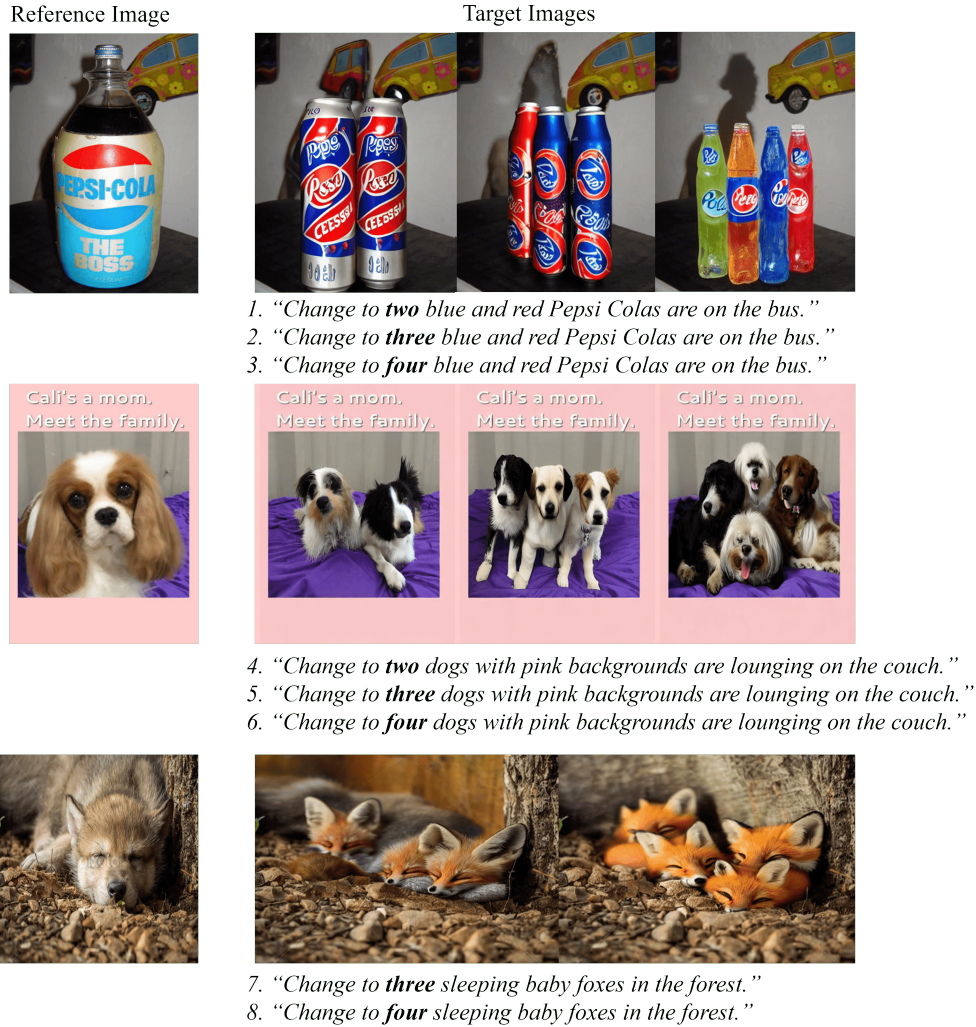 Reference Image
Target Images
PEPSI-COLA
THE
BOSS
1. “Change to two blue and red Pepsi Colas are on the bus.”
2. “Change to three blue and red Pepsi Colas are on the bus.”
3. “Change to four blue and red Pepsi Colas are on the bus.”
Cali's a mom,
Meet the family.
Cali's a mom,
Meet the family.
Cali's a mom,
Meet the family.
Cali's a mom,
Meet the family.
4. “Change to two dogs with pink backgrounds are lounging on the couch.”
5. “Change to three dogs with pink backgrounds are lounging on the couch.”
6. “Change to four dogs with pink backgrounds are lounging on the couch.”
7. “Change to three sleeping baby foxes in the forest.”
8. “Change to four sleeping baby foxes in the forest.”